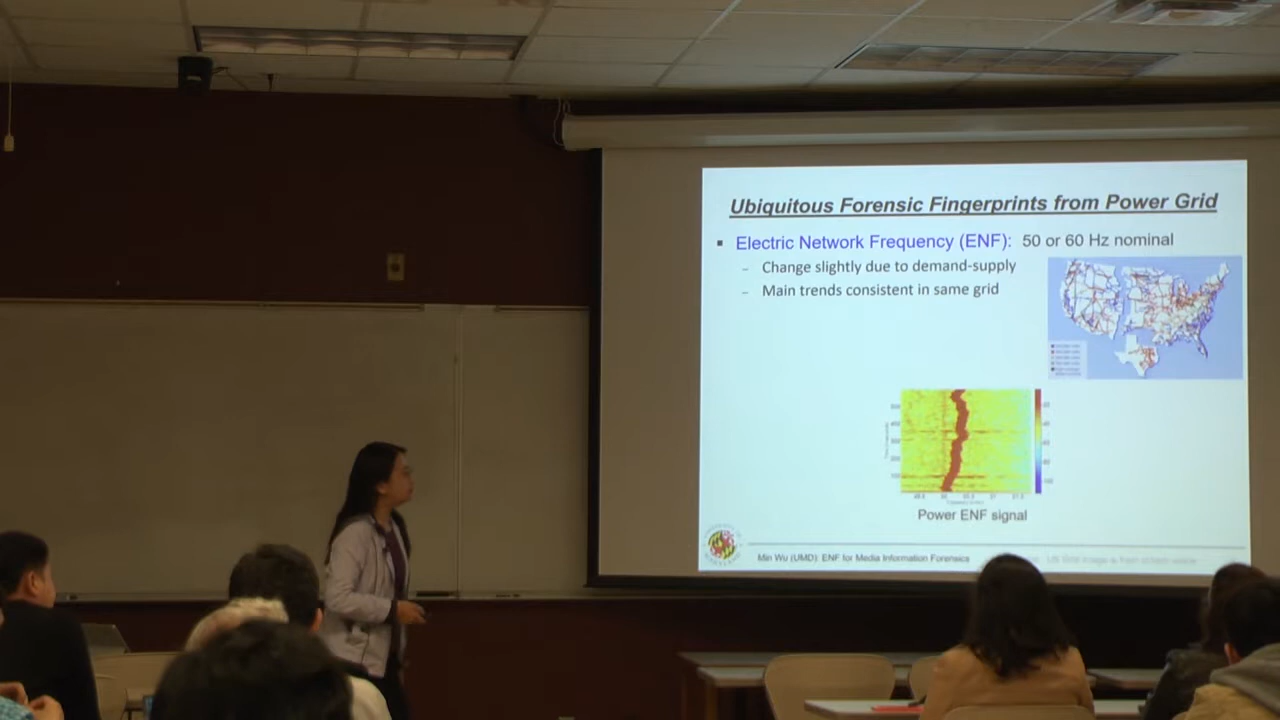 Ubiquitous Forensic Fingerprints from Power Grid
▪ Electric Network Frequency (ENF): 50 or 60 Hz nominal
– Change slightly due to demand-supply
– Main trends consistent in same grid
Power ENF signal
Min Wu (UMD): ENF for Media Information Forensics